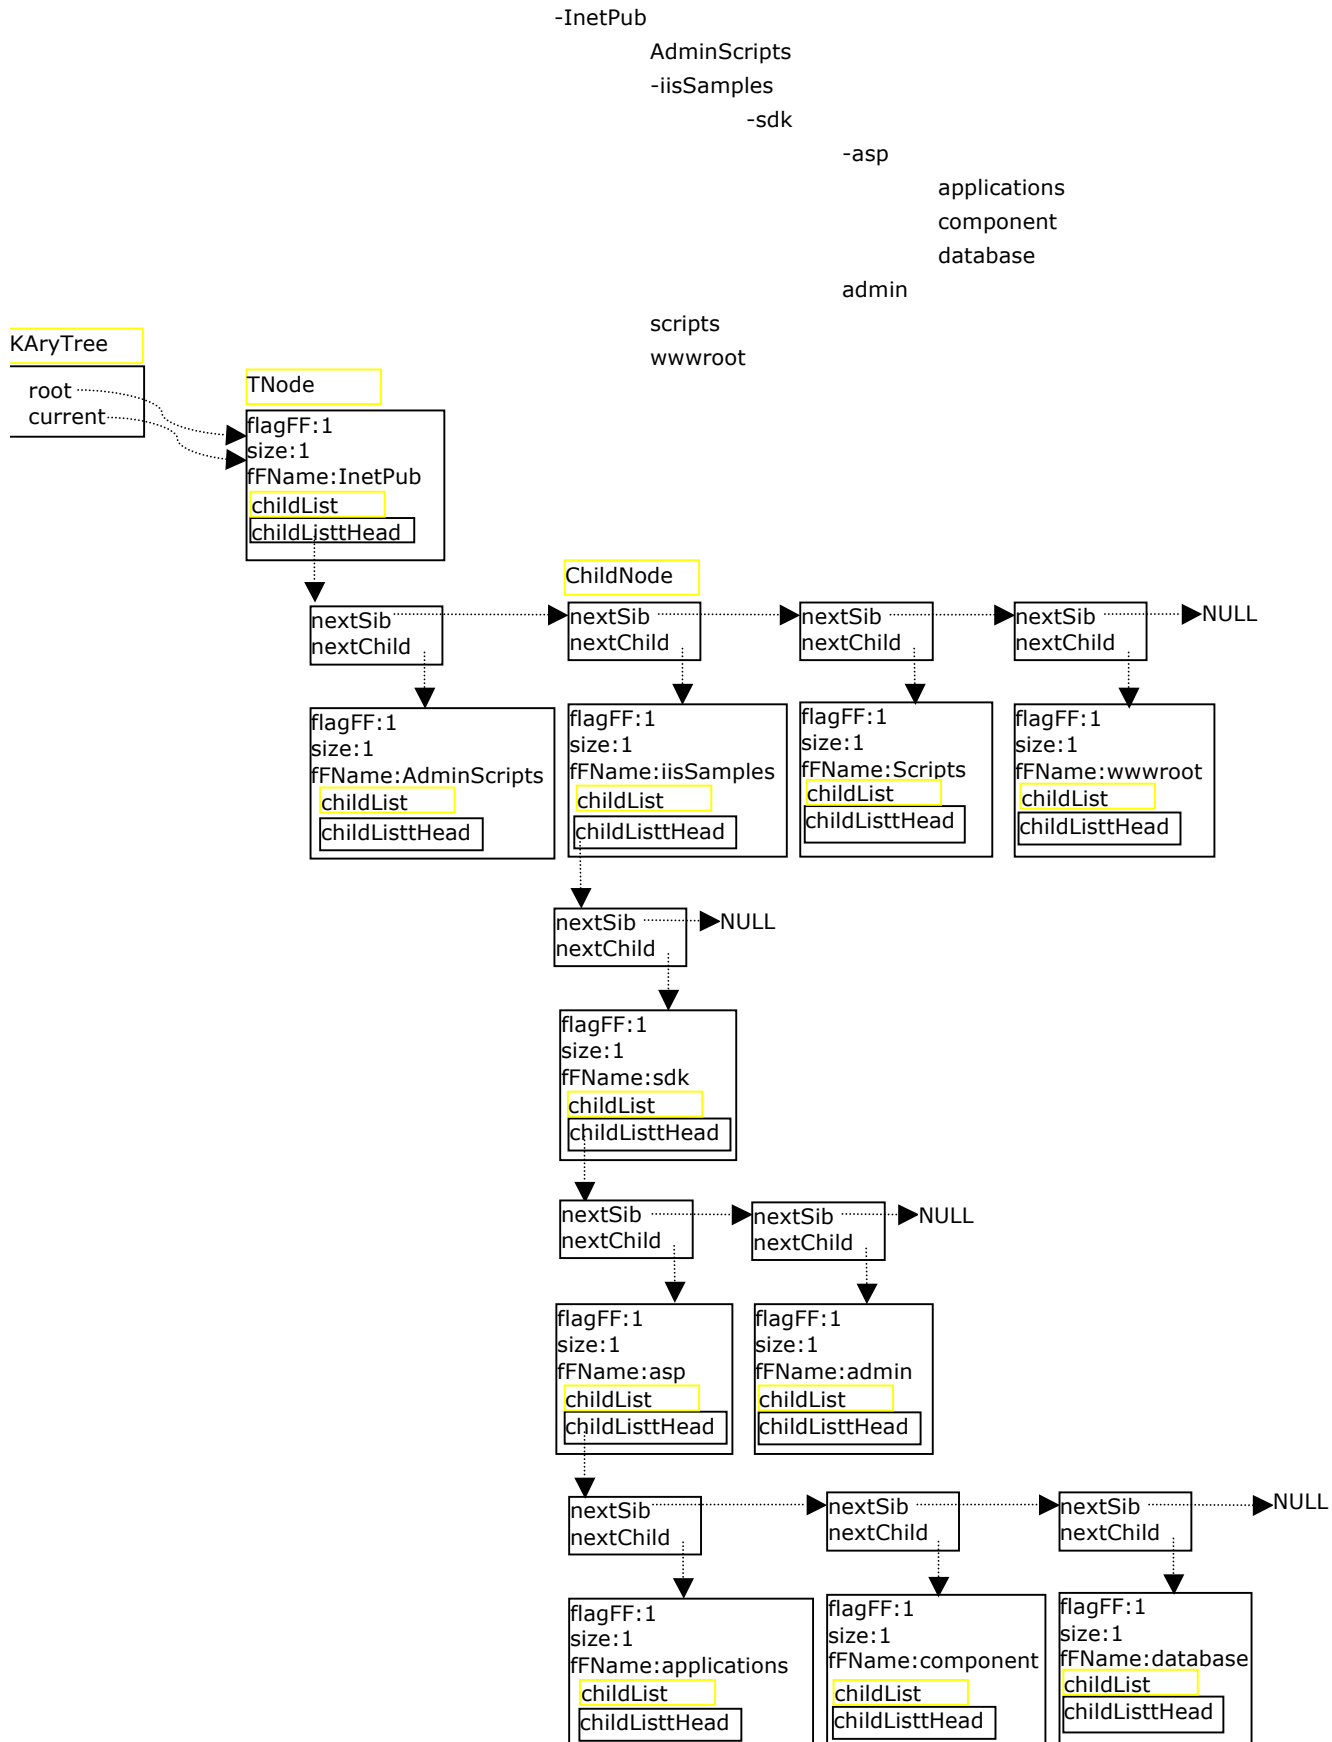 -InetPub
AdminScripts
-iisSamples
-sdk
-asp
applications
component
database
admin
scripts
wwwroot
KAryTree
root
current
TNode
flagFF:1
size:1
fFName:InetPub
childList
childListtHead
ChildNode
nextSib
nextChild
nextSib
nextChild
nextSib
nextChild
nextSib
nextChild
NULL
flagFF:1
size:1
fFName:AdminScripts
childList
childListtHead
flagFF:1
size:1
fFName:iisSamples
childList
childListtHead
flagFF:1
size:1
fFName:Scripts
childList
childListtHead
flagFF:1
size:1
fFName:wwwroot
childList
childListtHead
nextSib
nextChild
NULL
flagFF:1
size:1
fFName:sdk
childList
childListtHead
nextSib
nextChild
nextSib
nextChild
NULL
flagFF:1
size:1
fFName:asp
childList
childListtHead
flagFF:1
size:1
fFName:admin
childList
childListtHead
nextSib
nextChild
nextSib
nextChild
nextSib
nextChild
NULL
flagFF:1
size:1
fFName:applications
childList
childListtHead
flagFF:1
size:1
fFName:component
childList
childListtHead
flagFF:1
size:1
fFName:database
childList
childListtHead